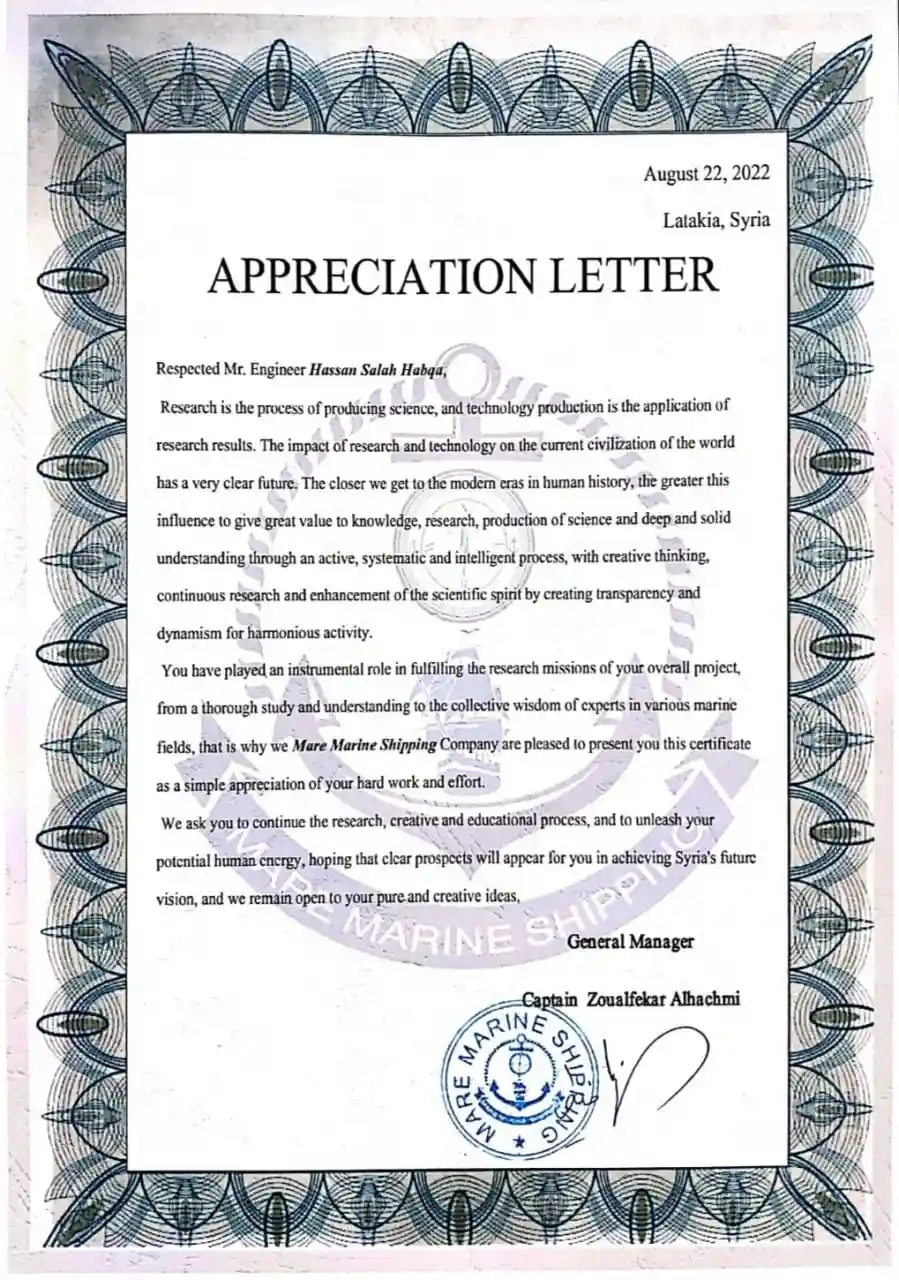 August 22, 2022
Latakia, Syria
APPRECIATION LETTER
Respected Mr. Engineer Hassan Salah Habqa,
Research is the process of producing science, and technology production is the application of
research results. The impact of research and technology on the current civilization of the world
has a very clear future, The closer we get to the modern eras in human history, the greater this
influence to give great value to knowledge, research, production of science and deep and solid
understanding through an active, systematic and intelligent process, with creative thinking,
continuous research and enhancement of the scientific spirit by creating transparency and
dynamism for harmonious activity.
You have played an instrumental role in fulfilling the research missions of your overall project,
from a thorough study and understanding to the collective wisdom of experts in various marine
fields, that is why we Mare Marine Shipping Company are pleased to present you this certificate
as a simple appreciation of your hard work and effort.
We ask you to continue the research, creative and educational process, and to unleash your
potential human energy, hoping that clear prospects will appear for you in achieving Syria's future
vision, and we remain open to your pure and creative ideas,
MARE MARINE SHIPPING
General Manager
Captain Zoualfekar Alhachmi
MARE MARINE SHIPPING